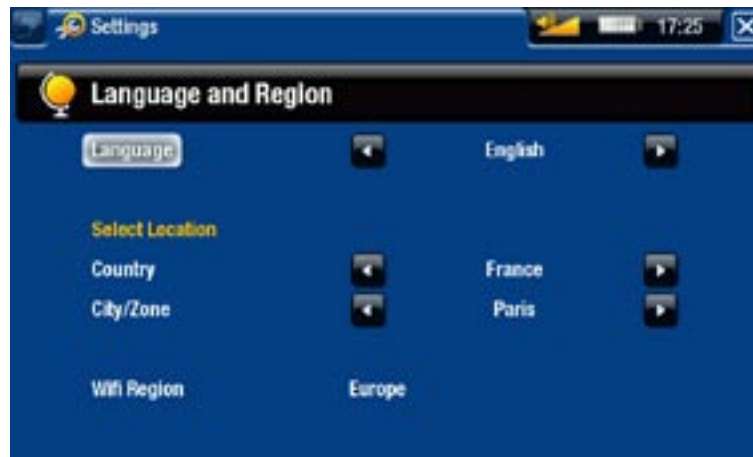 Settings 17:25
Language and Region
Language English
Select Location
Country France
City/Zone Paris
Wifi Region Europe